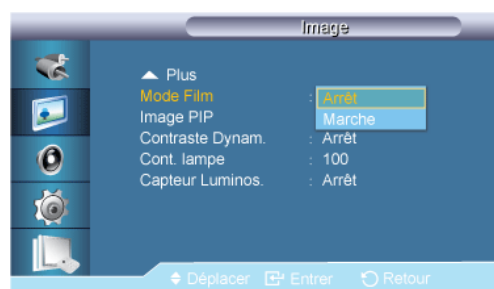 Image
Plus
Mode Film : Arrêt
Marche
Image PIP
Contraste Dynam. : Arrêt
Cont. lampe : 100
Capteur Luminos. : Arrêt
Déplacer Entrer Retour